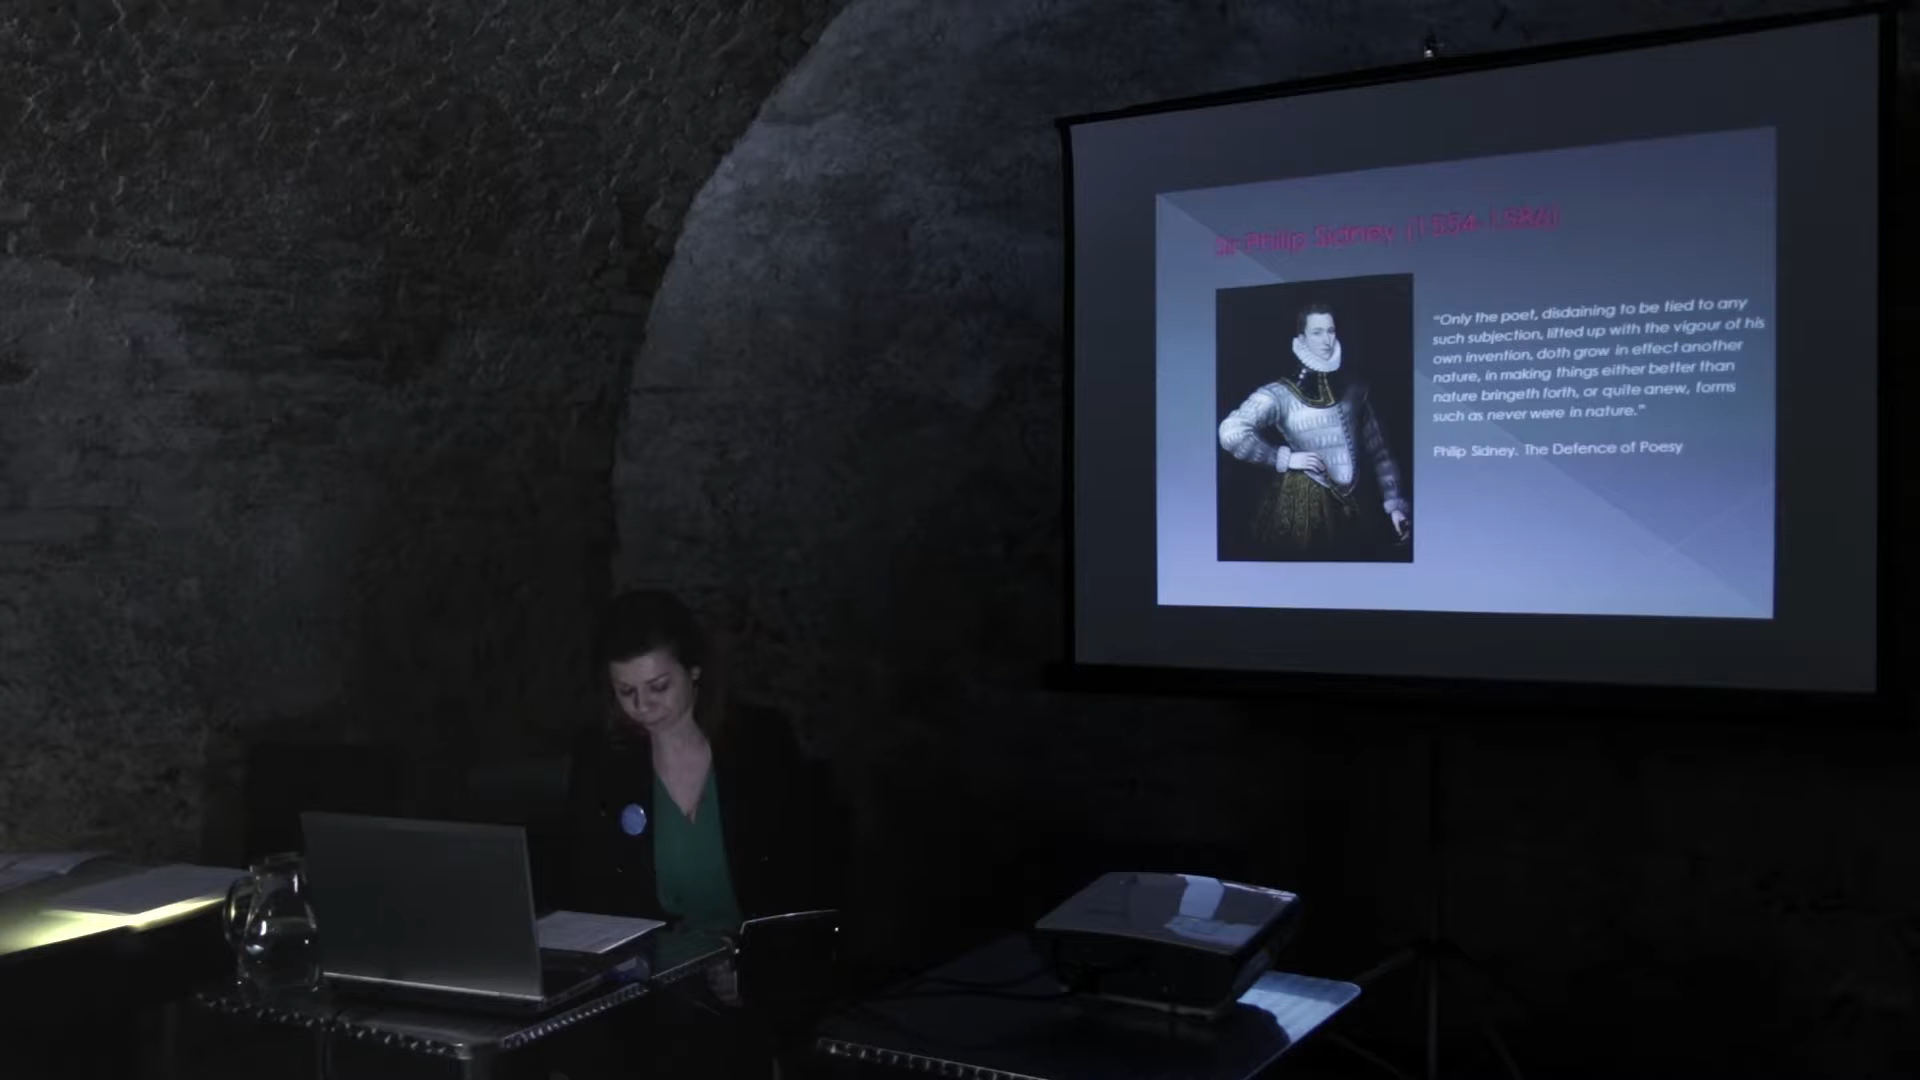 Sir Philip Sidney (1554-1586)
“Only the poet, disdaining to be tied to any
such subjection, lifted up with the vigour of his
own invention, doth grow in effect another
nature, in making things either better than
nature bringeth forth, or quite anew, forms
such as never were in nature.”
Philip Sidney. The Defence of Poesy